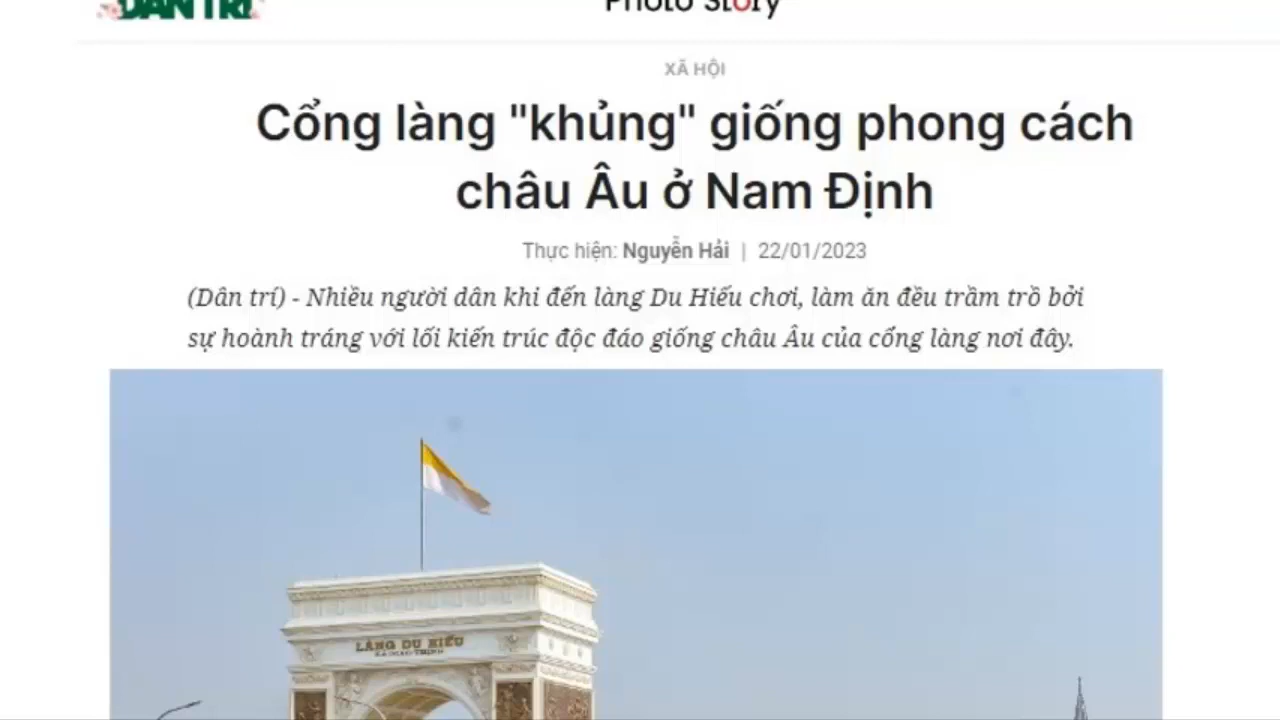 DÂN TRÍ
Photo Story
XÃ HỘI
Cổng làng "khủng" giống phong cách
châu Âu ở Nam Định
Thực hiện: Nguyễn Hải | 22/01/2023
(Dân trí) - Nhiều người dân khi đến làng Du Hiếu chơi, làm ăn đều trầm trồ bởi
sự hoành tráng với lối kiến trúc độc đáo giống châu Âu của cổng làng nơi đây.
LÀNG DU HIẾU